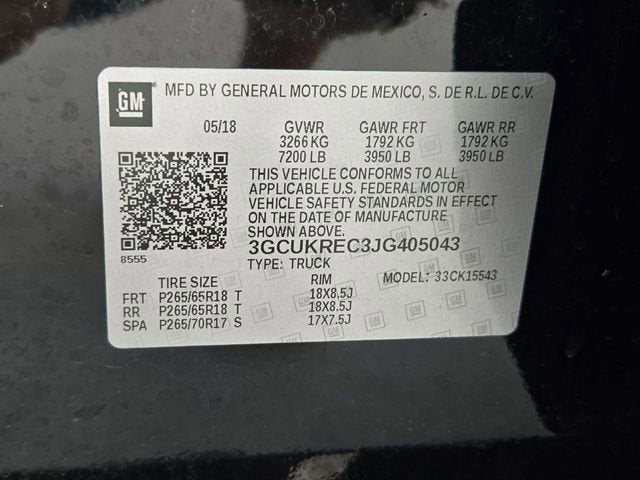 GM MFD BY GENERAL MOTORS DE MEXICO, S. DE R.L. DE C.V.
05/18 GVWR GAWR FRT GAWR RR
3266 KG 1792 KG 1792 KG
7200 LB 3950 LB 3950 LB
THIS VEHICLE CONFORMS TO ALL
APPLICABLE U.S. FEDERAL MOTOR
VEHICLE SAFETY STANDARDS IN EFFECT
ON THE DATE OF MANUFACTURE
SHOWN ABOVE.
8555 3GCUKREC3JG405043
TYPE: TRUCK MODEL: 33CK15543
TIRE SIZE RIM
FRT P265/65R18 T 18X8.5J
RR P265/65R18 T 18X8.5J
SPA P265/70R17 S 17X7.5J